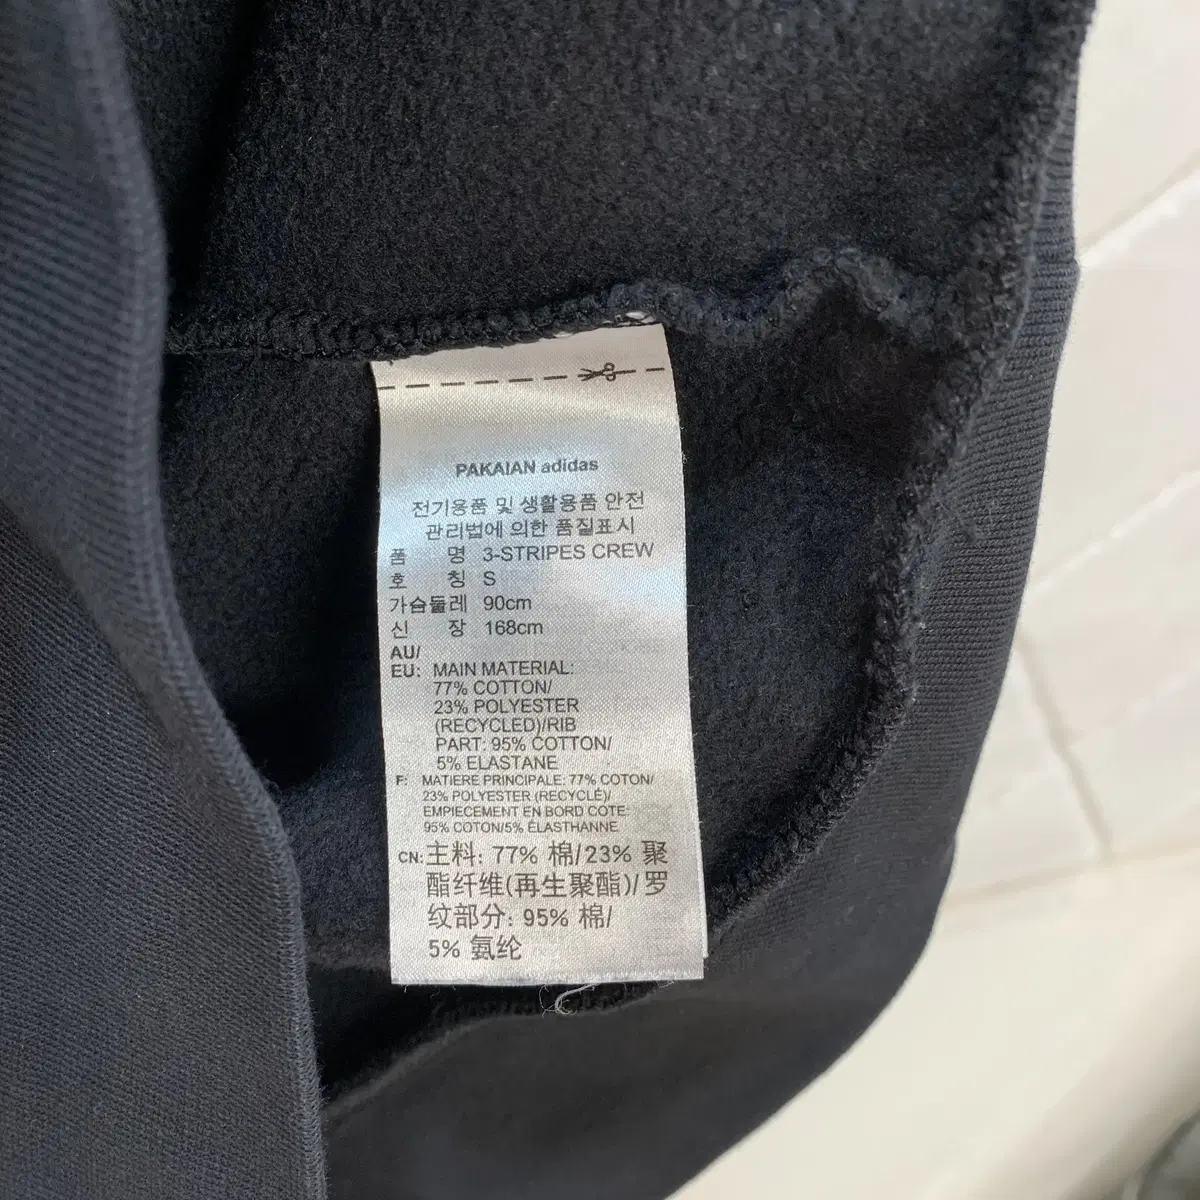 PAKAIAN adidas
전기용품 및 생활용품 안전
관리법에 의한 품질표시
품 명 3-STRIPES CREW
호 칭 S
가슴둘레 90cm
신 장 168cm
AU/
EU: MAIN MATERIAL:
77% COTTON/
23% POLYESTER
(RECYCLED)/RIB
PART: 95% COTTON/
5% ELASTANE
F: MATIERE PRINCIPALE: 77% COTON/
23% POLYESTER (RECYCLÉ)/
EMPIECEMENT EN BORD COTE:
95% COTON/5% ÉLASTHANNE
CN: 主料: 77% 棉/23% 聚
酯纤维(再生聚酯)/罗
纹部分: 95% 棉/
5% 氨纶